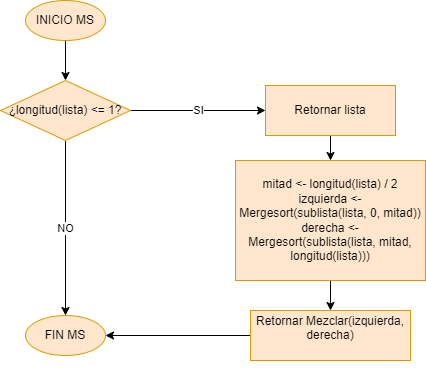 INICIO MS
¿longitud(lista) <= 1?
SI
Retornar lista
mitad <- longitud(lista) / 2
izquierda <-
Mergesort(sublista(lista, 0, mitad))
derecha <-
Mergesort(sublista(lista, mitad,
longitud(lista)))
NO
Retornar Mezclar(izquierda,
derecha)
FIN MS